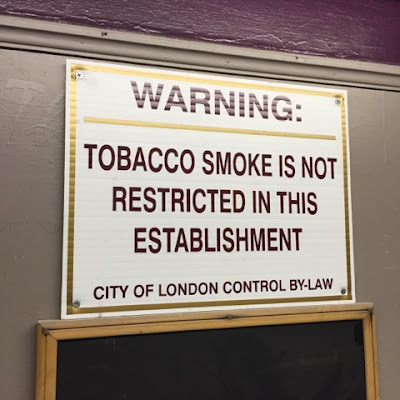 WARNING:
TOBACCO SMOKE IS NOT
RESTRICTED IN THIS
ESTABLISHMENT
CITY OF LONDON CONTROL BY-LAW